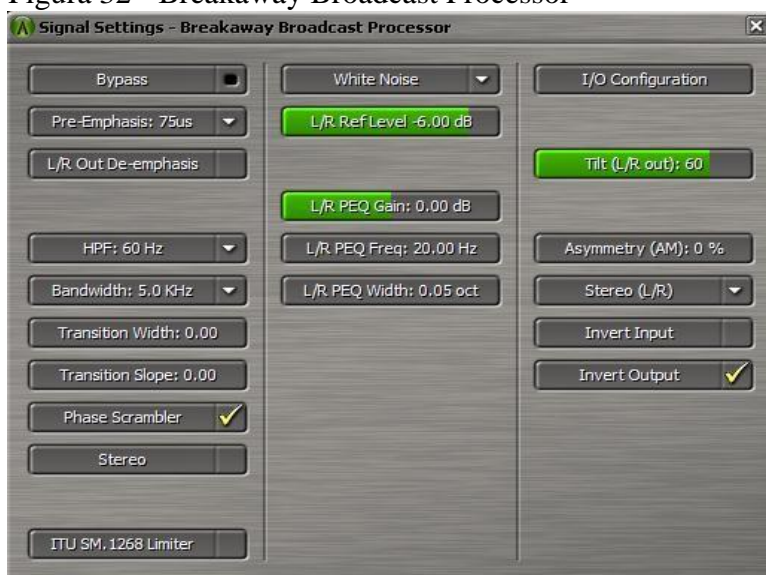 Figura 32 - Breakaway Broadcast Processor
Signal Settings - Breakaway Broadcast Processor
Bypass
Pre-Emphasis: 75us
L/R Out De-emphasis
HPF: 60 Hz
Bandwidth: 5.0 KHz
Transition Width: 0.00
Transition Slope: 0.00
Phase Scrambler
Stereo
ITU SM.1268 Limiter
White Noise
L/R Ref Level -6.00 dB
L/R PEQ Gain: 0.00 dB
L/R PEQ Freq: 20.00 Hz
L/R PEQ Width: 0.05 oct
I/O Configuration
Tilt (L/R out): 60
Asymmetry (AM): 0 %
Stereo (L/R)
Invert Input
Invert Output